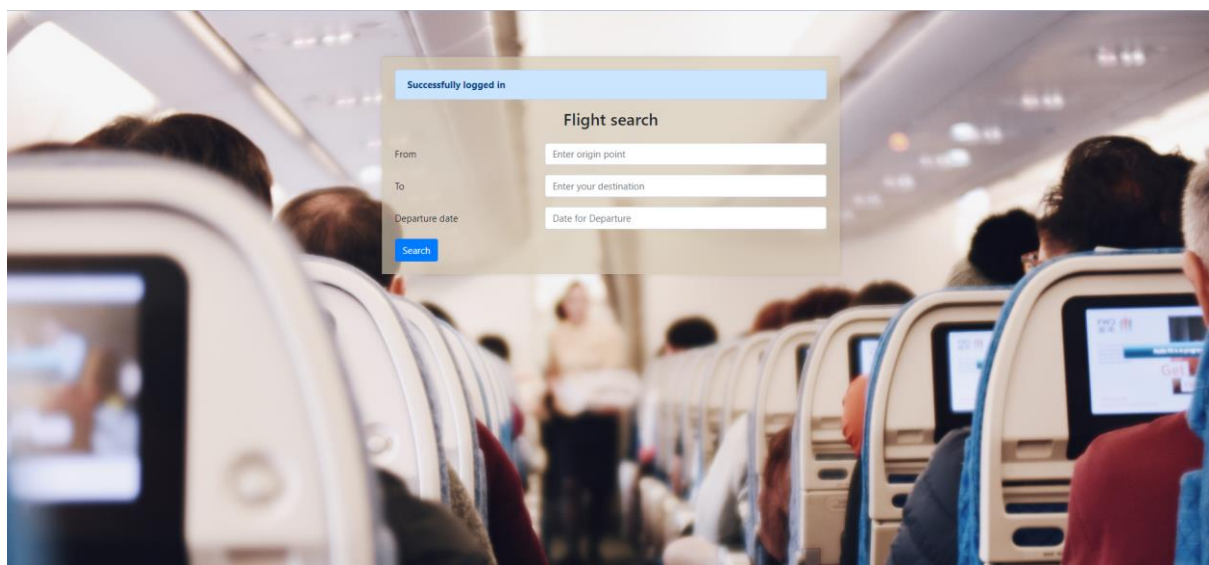 Successfully logged in
Flight search
From
Enter origin point
To
Enter your destination
Departure date
Date for Departure
Search
Get